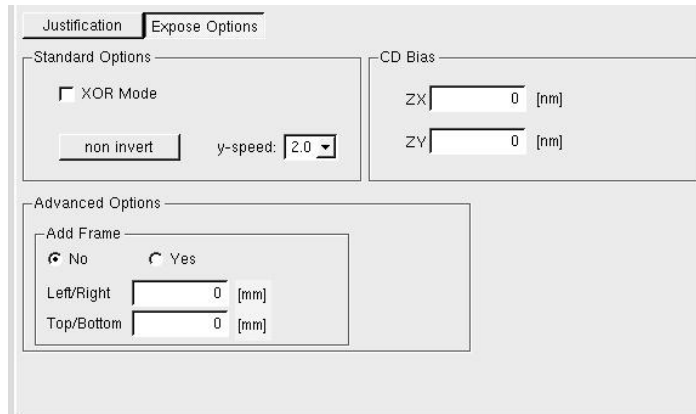 Justification Expose Options
Standard Options
XOR Mode
non invert y-speed: 2.0
CD Bias
ZX 0 [nm]
ZY 0 [nm]
Advanced Options
Add Frame
No Yes
Left/Right 0 [mm]
Top/Bottom 0 [mm]